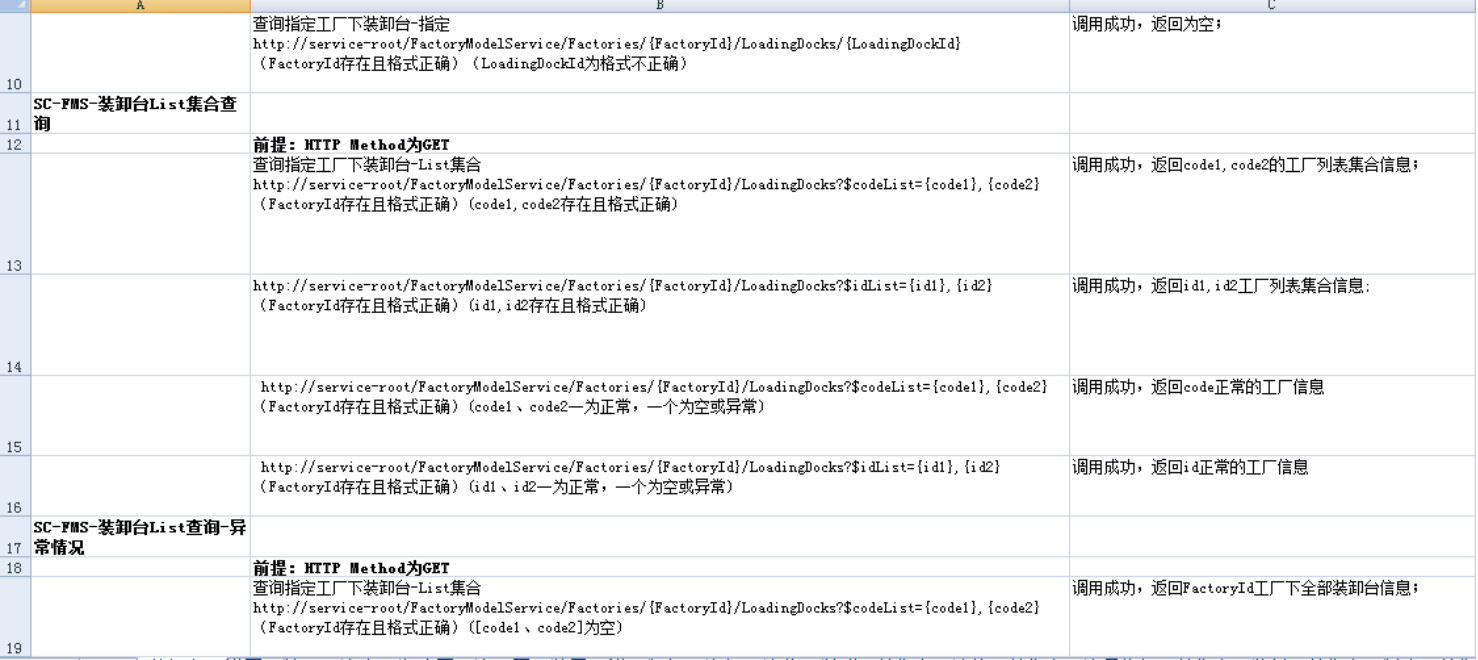 A B C
查询指定工厂下装卸台-指定
http://service-root/FactoryModelService/Factories/{FactoryId}/LoadingDocks/{LoadingDockId}
（FactoryId存在且格式正确）（LoadingDockId为格式不正确）
调用成功，返回为空；
10
SC-FMS-装卸台List集合查
询
11
12
前提：HTTP Method为GET
查询指定工厂下装卸台-List集合
http://service-root/FactoryModelService/Factories/{FactoryId}/LoadingDocks?$codeList={code1},{code2}
（FactoryId存在且格式正确）(code1,code2存在且格式正确)
调用成功，返回code1,code2的工厂列表集合信息；
13
http://service-root/FactoryModelService/Factories/{FactoryId}/LoadingDocks?$idList={id1},{id2}
（FactoryId存在且格式正确）(id1,id2存在且格式正确)
调用成功，返回id1,id2工厂列表集合信息;
14
http://service-root/FactoryModelService/Factories/{FactoryId}/LoadingDocks?$codeList={code1},{code2}
（FactoryId存在且格式正确）(code1、code2一为正常，一个为空或异常)
调用成功，返回code正常的工厂信息
15
http://service-root/FactoryModelService/Factories/{FactoryId}/LoadingDocks?$idList={id1},{id2}
（FactoryId存在且格式正确）(id1、id2一为正常，一个为空或异常)
调用成功，返回id正常的工厂信息
16
SC-FMS-装卸台List查询-异
常情况
17
18
前提：HTTP Method为GET
查询指定工厂下装卸台-List集合
http://service-root/FactoryModelService/Factories/{FactoryId}/LoadingDocks?$codeList={code1},{code2}
（FactoryId存在且格式正确）([code1、code2]为空)
调用成功，返回FactoryId工厂下全部装卸台信息；
19